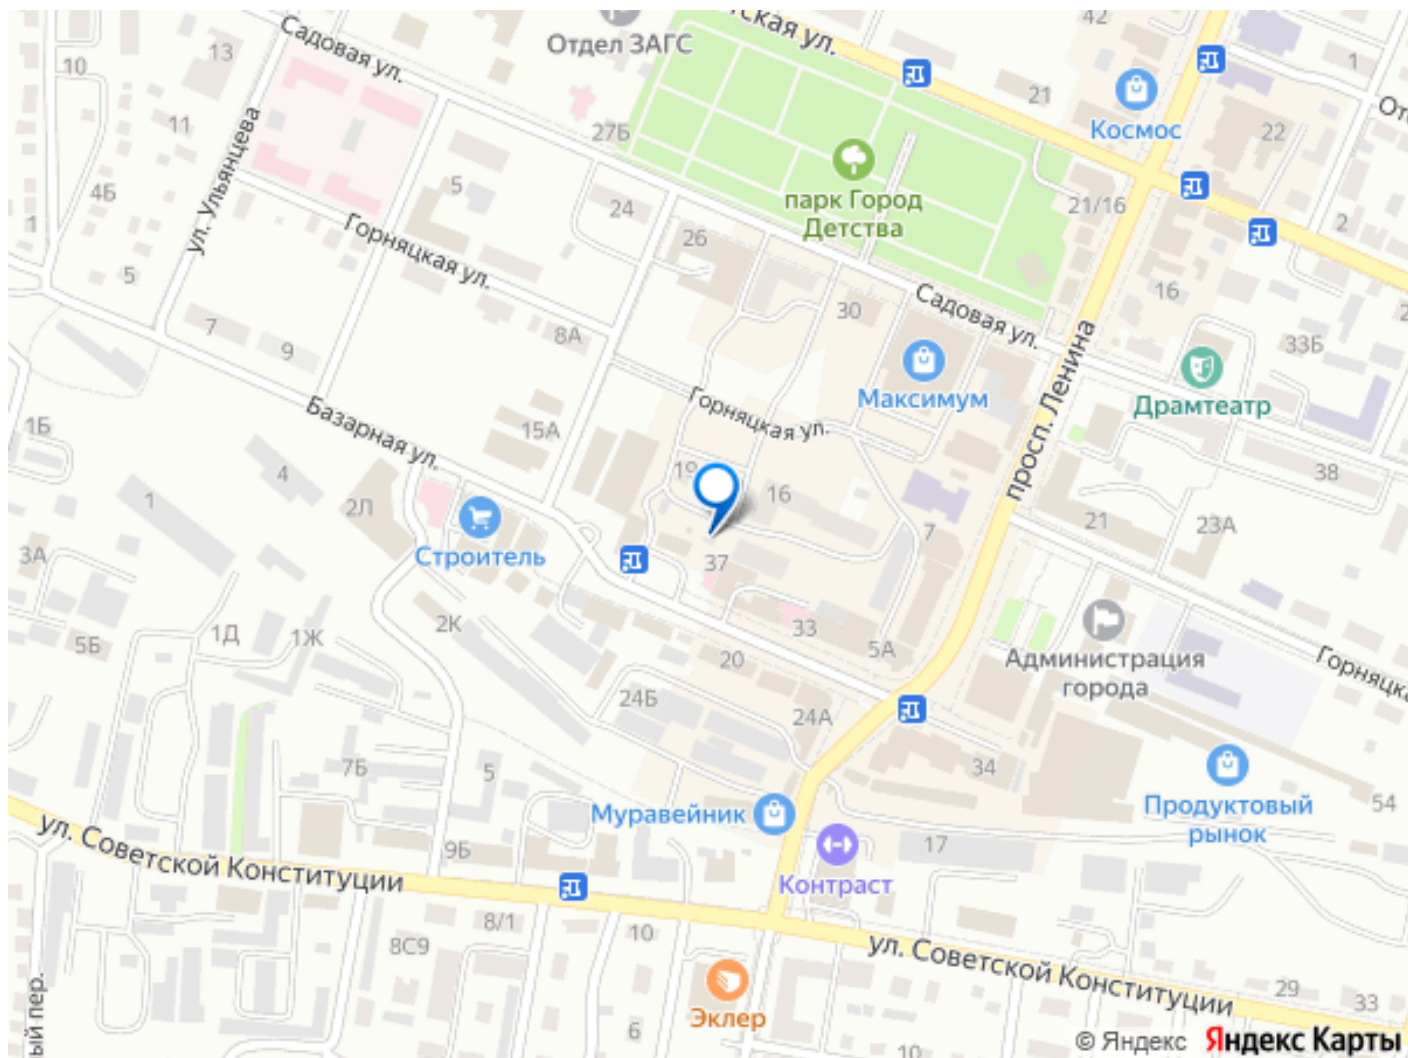 Садовая ул.
Отдел ЗАГС
ская ул.
42
13
10
1
21
Космос
22
От
11
27Б
ул. Ульянцева
парк Город
Детства
4Б
5
24
21/16
2
1
Горняцкая ул.
26
5
16
30
Садовая ул.
2
7
9
8А
33Б
Максимум
просп. Ленина
Драмтеатр
Горняцкая ул.
Базарная ул.
1Б
15А
19
38
4
1
2Л
16
21
23А
7
Строитель
3А
37
2К
33
5А
1Д
1Ж
5Б
Администрация
города
Горняцка
20
24Б
24А
34
7Б
5
Муравейник
Продуктовый
рынок
54
ул. Советской Конституции
9Б
17
Контраст
8/1
8С9
10
ул. Советской Конституции
29
33
ый пер.
Эклер
6
10
© Яндекс Яндекс Карты